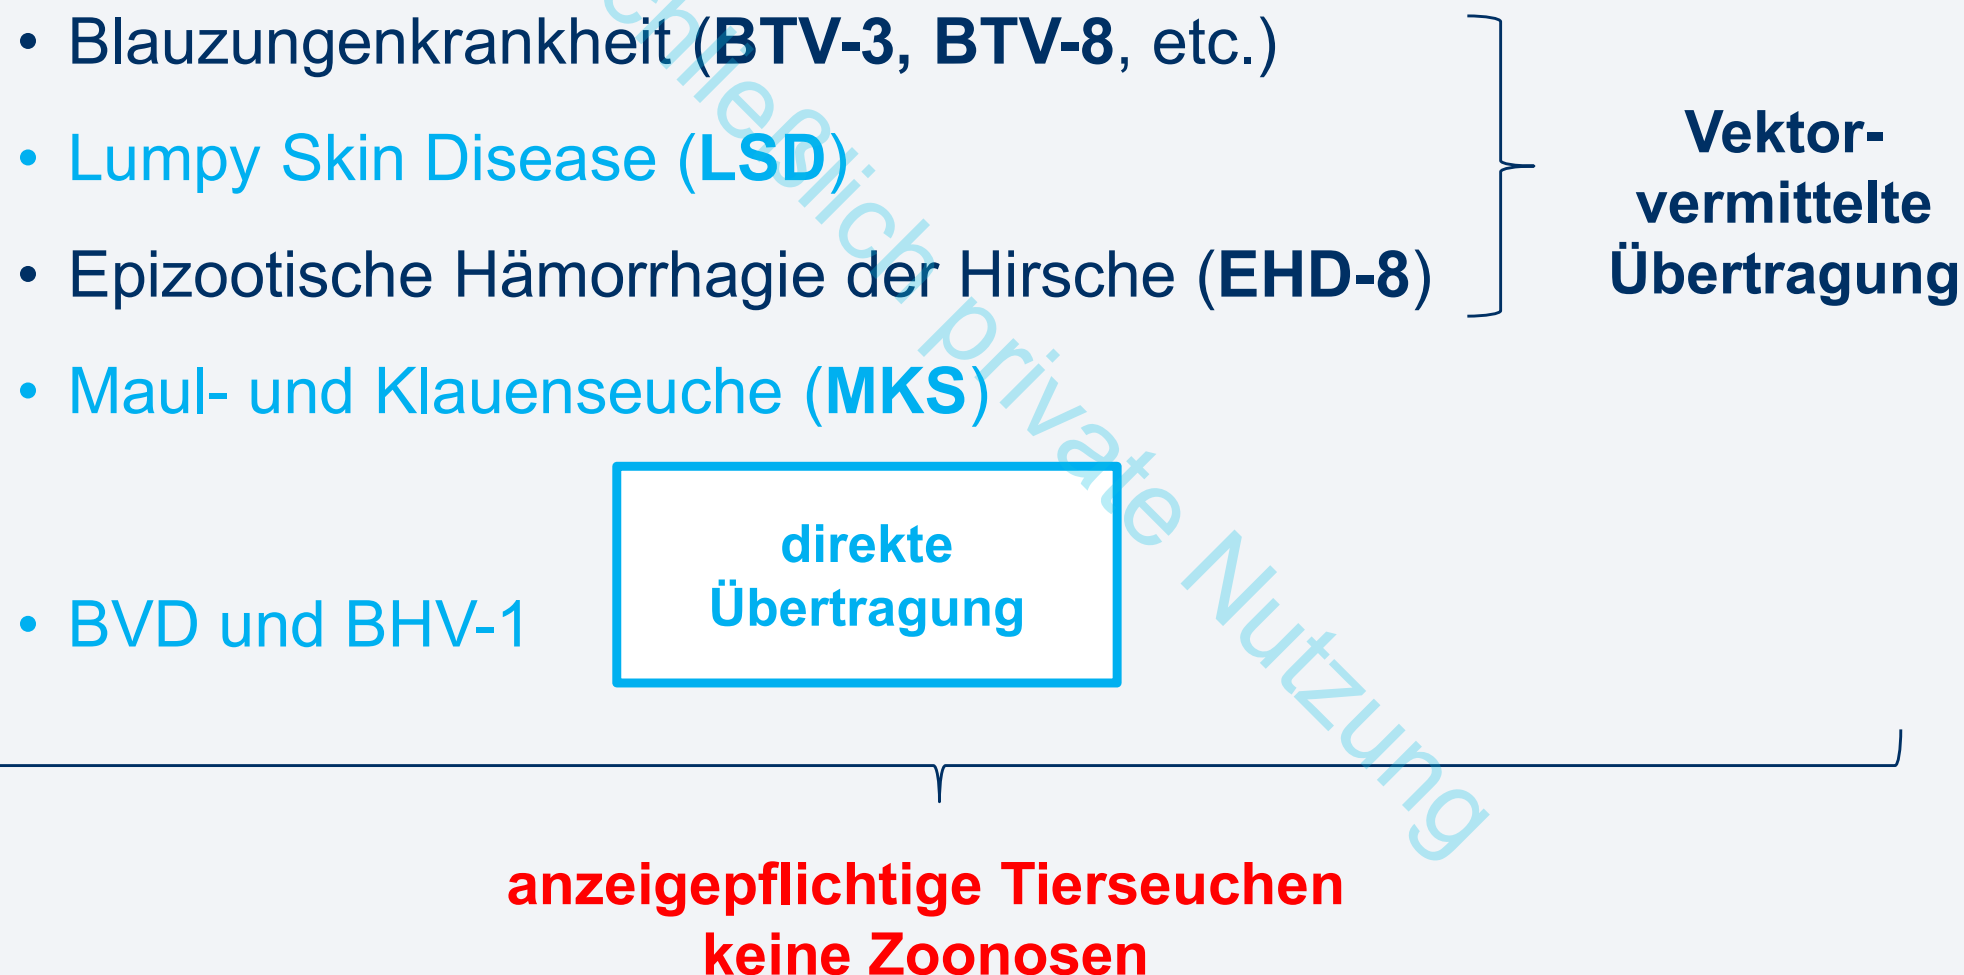 • Blauzungenkrankheit (BTV-3, BTV-8, etc.)
• Lumpy Skin Disease (LSD)
• Epizootische Hämorrhagie der Hirsche (EHD-8)
Vektor-
vermittelte
Übertragung
• Maul- und Klauenseuche (MKS)
• BVD und BHV-1
direkte
Übertragung
anzeigepflichtige Tierseuchen
keine Zoonosen
chließlich private Nutzung